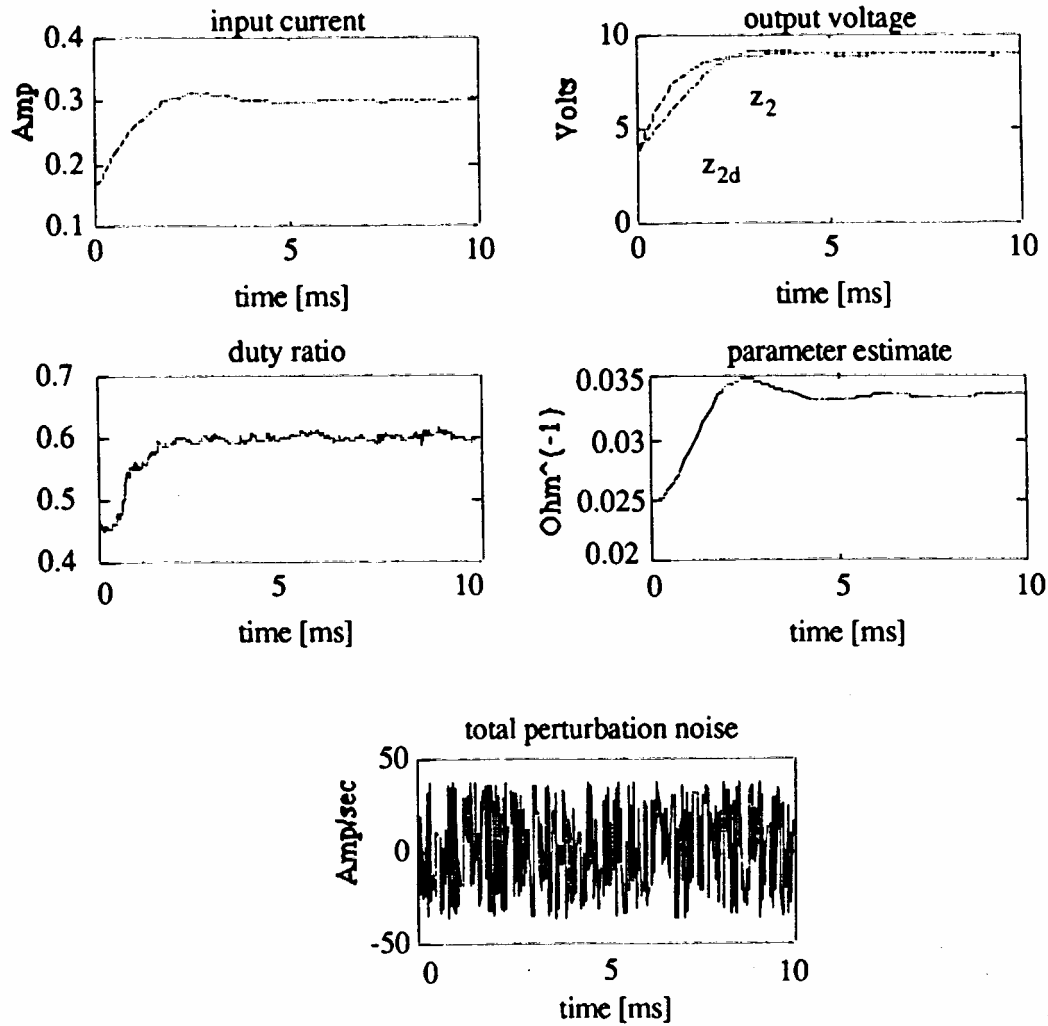 input current
0.4
0.3
0.2
0.1
Amp
0
5
10
time [ms]
output voltage
10
5
0
Volts
z2
z2d
0
5
10
time [ms]
duty ratio
0.7
0.6
0.5
0.4
0
5
10
time [ms]
parameter estimate
0.035
0.03
0.025
0.02
Ohm^(-1)
0
5
10
time [ms]
total perturbation noise
50
0
-50
Amp/sec
0
5
10
time [ms]